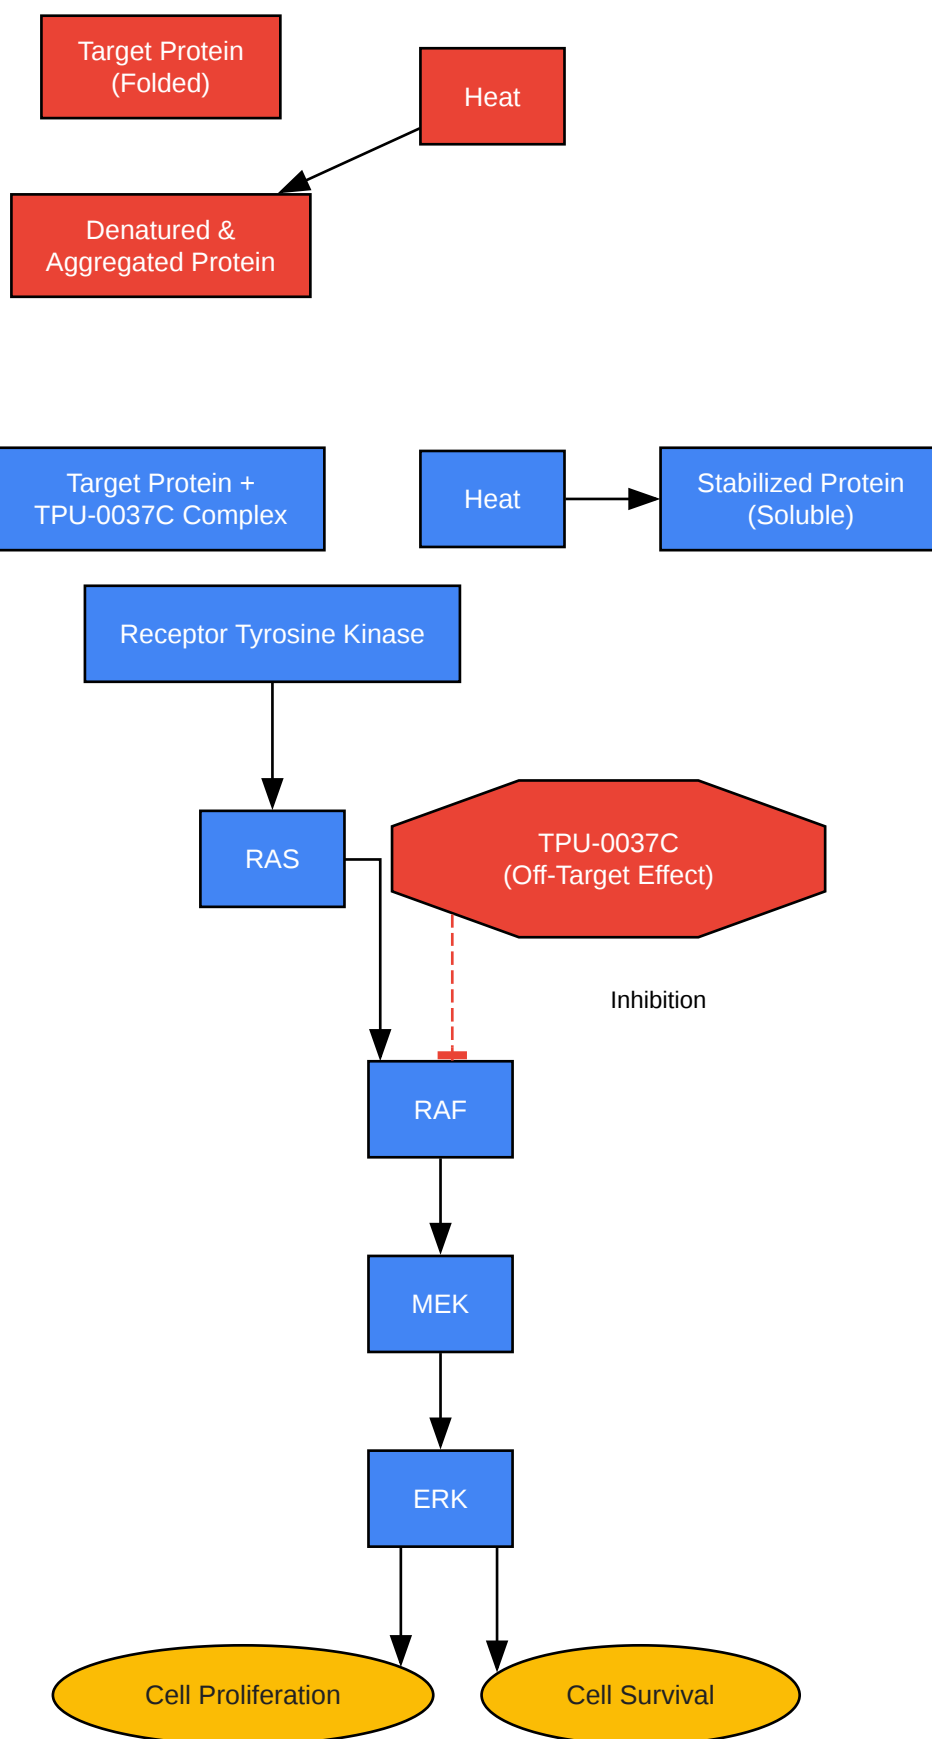 Target Protein
(Folded)
Heat
Denatured &
Aggregated Protein
Target Protein +
TPU-0037C Complex
Heat
Stabilized Protein
(Soluble)
Receptor Tyrosine Kinase
RAS
TPU-0037C
(Off-Target Effect)
Inhibition
RAF
MEK
ERK
Cell Proliferation
Cell Survival